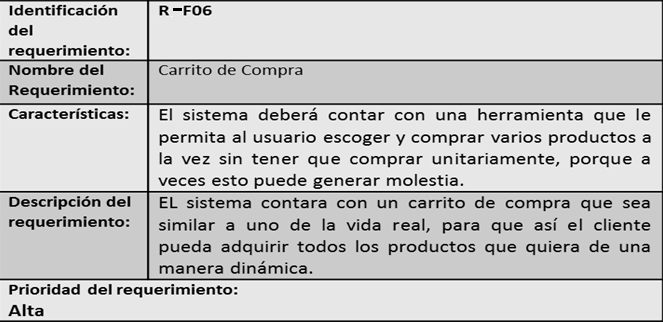 Identificación
del
requerimiento:
R –F06
Nombre del
Requerimiento:
Carrito de Compra
Características:
El sistema deberá contar con una herramienta que le
permita al usuario escoger y comprar varios productos a
la vez sin tener que comprar unitariamente, porque a
veces esto puede generar molestia.
Descripción del
requerimiento:
EL sistema contara con un carrito de compra que sea
similar a uno de la vida real, para que así el cliente
pueda adquirir todos los productos que quiera de una
manera dinámica.
Prioridad del requerimiento:
Alta